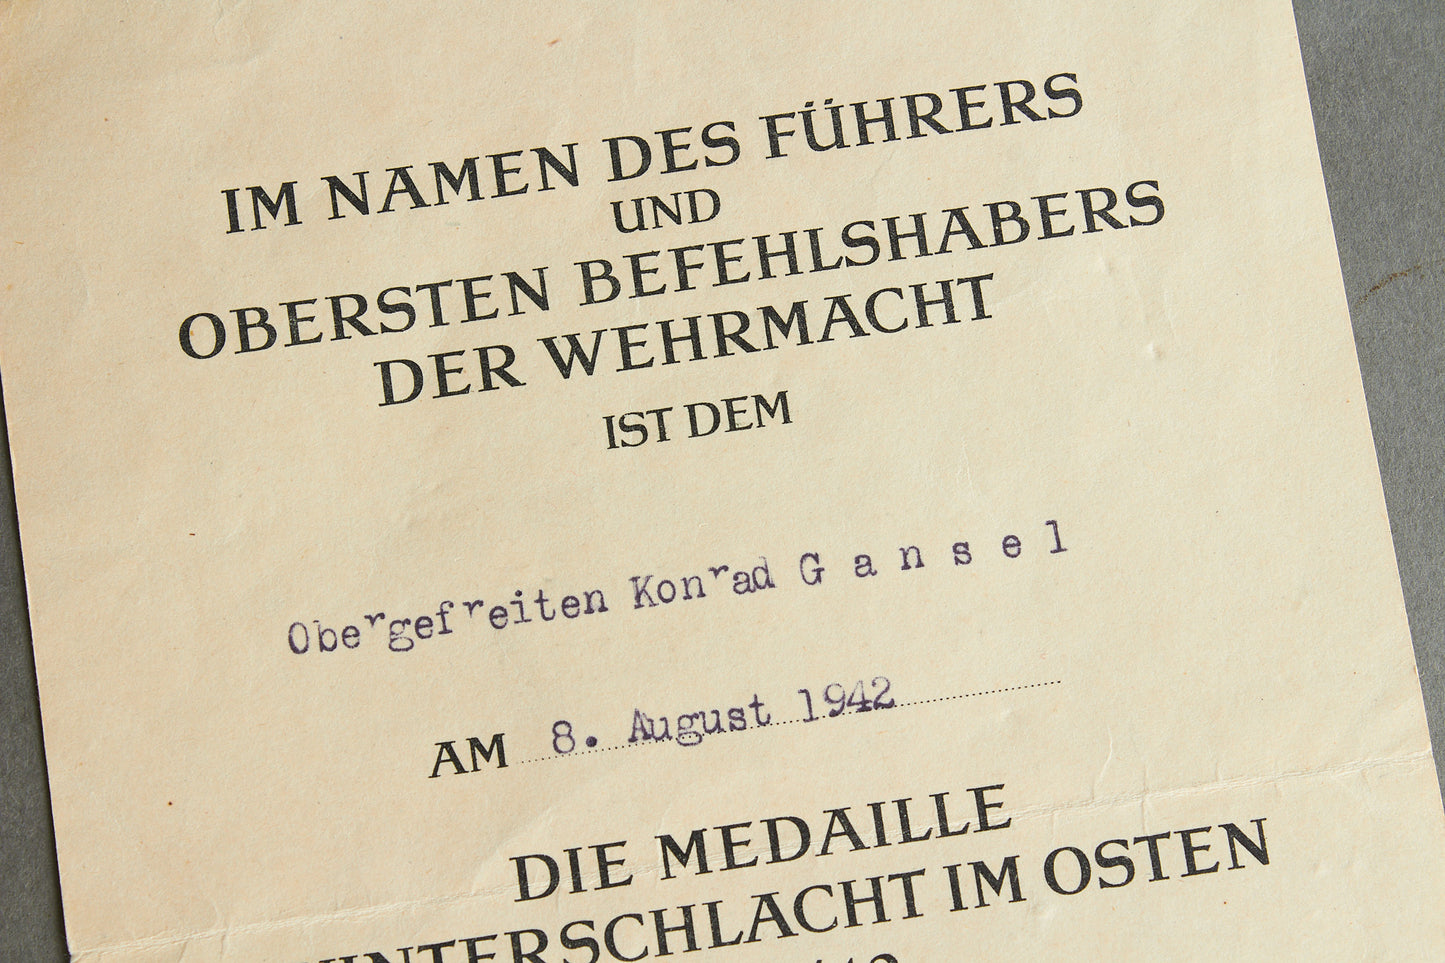 IM NAMEN DES FÜHRERS
UND
OBERSTEN BEFEHLSHABERS
DER WEHRMACHT
IST DEM
Obergefreiten Konrad G a n s e l
AM 8. August 1942
DIE MEDAILLE
WINTERSCHLACHT IM OSTEN